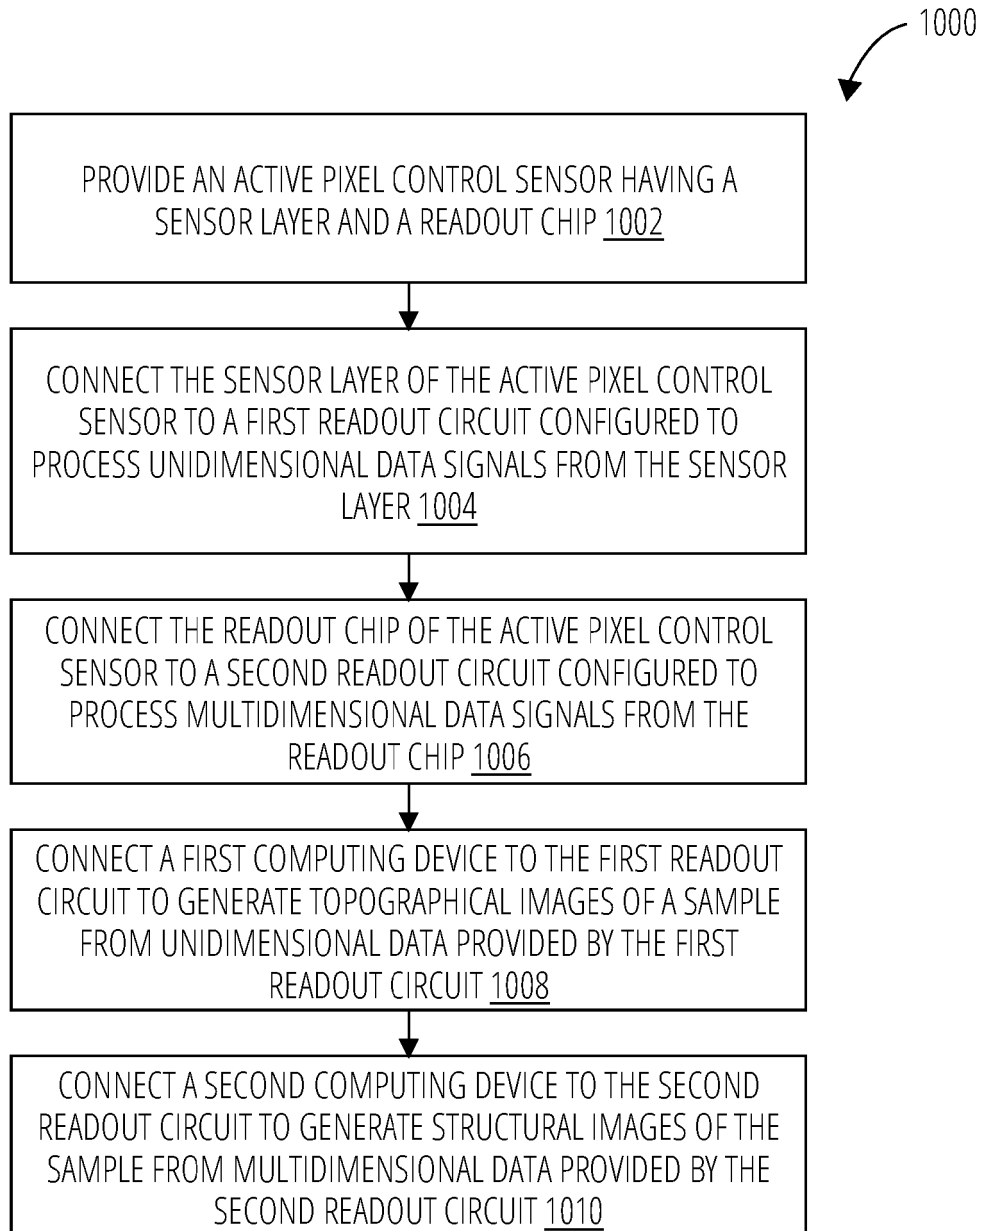 1000
PROVIDE AN ACTIVE PIXEL CONTROL SENSOR HAVING A
SENSOR LAYER AND A READOUT CHIP 1002
CONNECT THE SENSOR LAYER OF THE ACTIVE PIXEL CONTROL
SENSOR TO A FIRST READOUT CIRCUIT CONFIGURED TO
PROCESS UNIDIMENSIONAL DATA SIGNALS FROM THE SENSOR
LAYER 1004
CONNECT THE READOUT CHIP OF THE ACTIVE PIXEL CONTROL
SENSOR TO A SECOND READOUT CIRCUIT CONFIGURED TO
PROCESS MULTIDIMENSIONAL DATA SIGNALS FROM THE
READOUT CHIP 1006
CONNECT A FIRST COMPUTING DEVICE TO THE FIRST READOUT
CIRCUIT TO GENERATE TOPOGRAPHICAL IMAGES OF A SAMPLE
FROM UNIDIMENSIONAL DATA PROVIDED BY THE FIRST
READOUT CIRCUIT 1008
CONNECT A SECOND COMPUTING DEVICE TO THE SECOND
READOUT CIRCUIT TO GENERATE STRUCTURAL IMAGES OF THE
SAMPLE FROM MULTIDIMENSIONAL DATA PROVIDED BY THE
SECOND READOUT CIRCUIT 1010